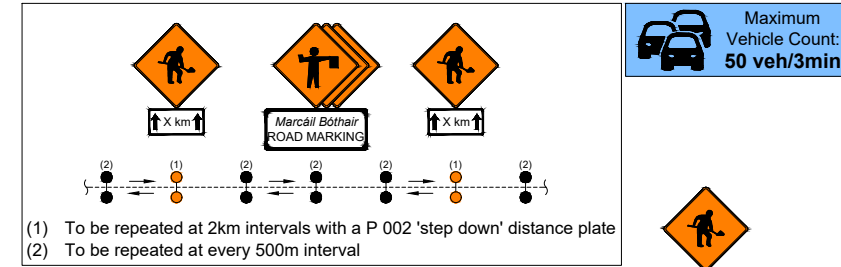 Maximum
Vehicle Count:
50 veh/3min
X km
Marcáil Bóthair
ROAD MARKING
X km
(2) (1) (2) (2) (2) (1) (2)
(1) To be repeated at 2km intervals with a P 002 'step down' distance plate
(2) To be repeated at every 500m interval